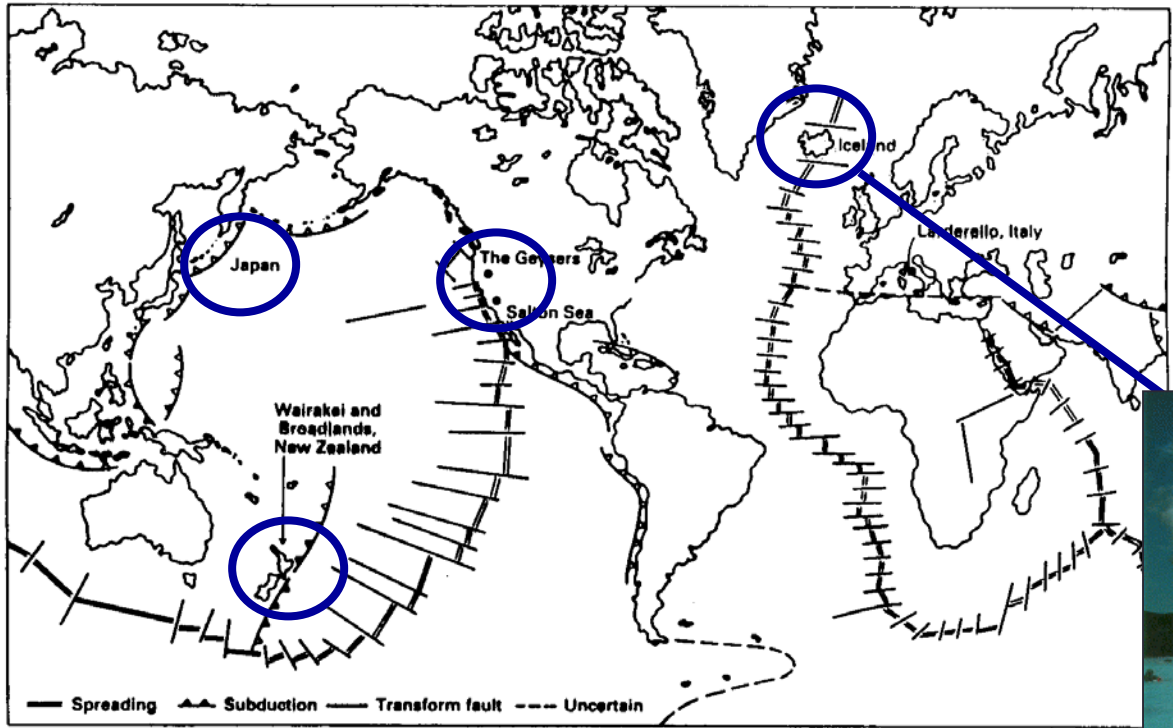 Iceland
Larderello, Italy
Japan
The Geysers
Salton Sea
Wairakei and
Broadlands,
New Zealand
Spreading Subduction Transform fault Uncertain